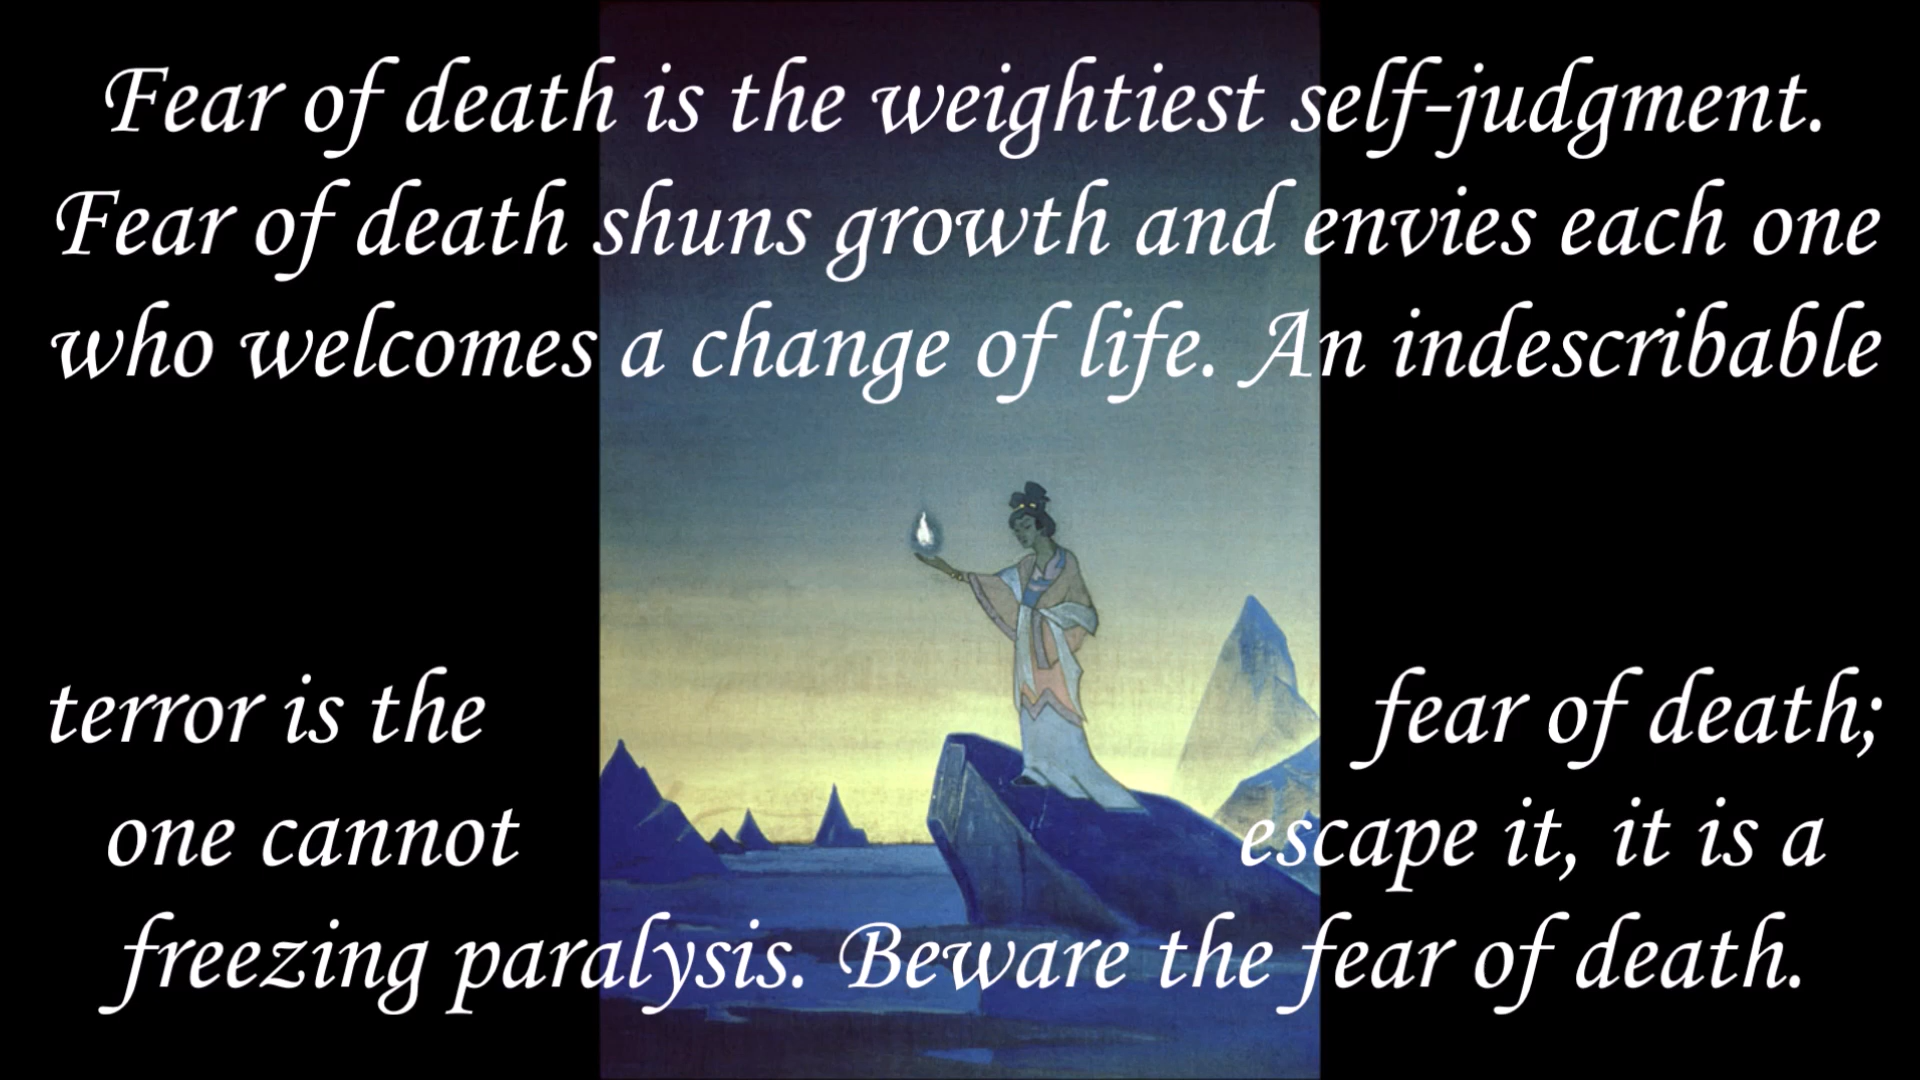 Fear of death is the weightiest self-judgment.
Fear of death shuns growth and envies each one
who welcomes a change of life. An indescribable
terror is the fear of death;
one cannot escape it, it is a
freezing paralysis. Beware the fear of death.